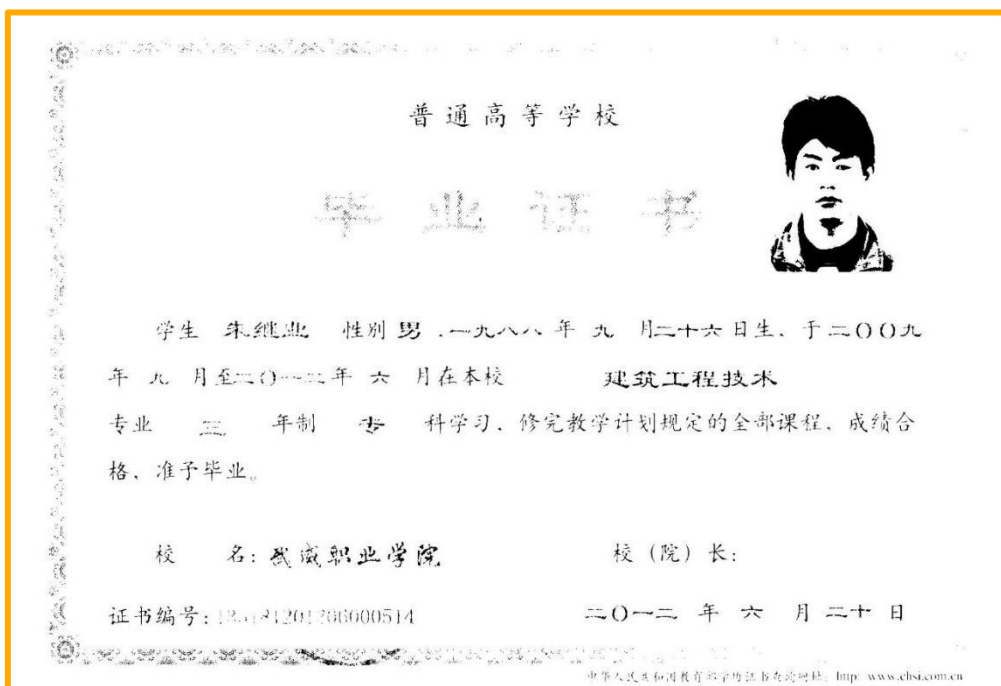 普通高等学校
毕业证书
学生 朱继业 性别 男 、一九八八 年 九 月二十六日生、于二〇〇九
年 九 月至二〇一二年 六 月在本校 建筑工程技术
专业 三 年制 专 科学习、修完教学计划规定的全部课程、成绩合
格、准予毕业。
校 名: 武威职业学院
校（院）长:
证书编号:
二〇一二 年 六 月 二十 日
中华人民共和国教育部学历证书查询网址: http: www.chsi.com.cn